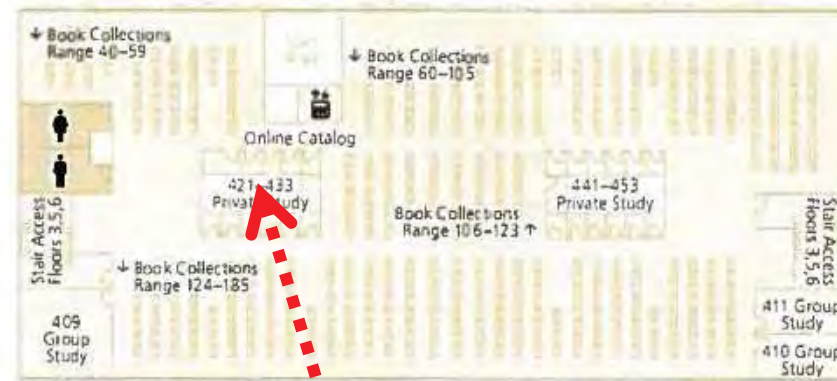 ↓ Book Collections
Range 40–59
↓ Book Collections
Range 60–105
Online Catalog
421–433
Private Study
441–453
Private Study
Book Collections
Range 106–123 ↑
Stair Access
Floors 3,5,6
Stair Access
Floors 3,5,6
↓ Book Collections
Range 124–185
409
Group
Study
411 Group
Study
410 Group
Study